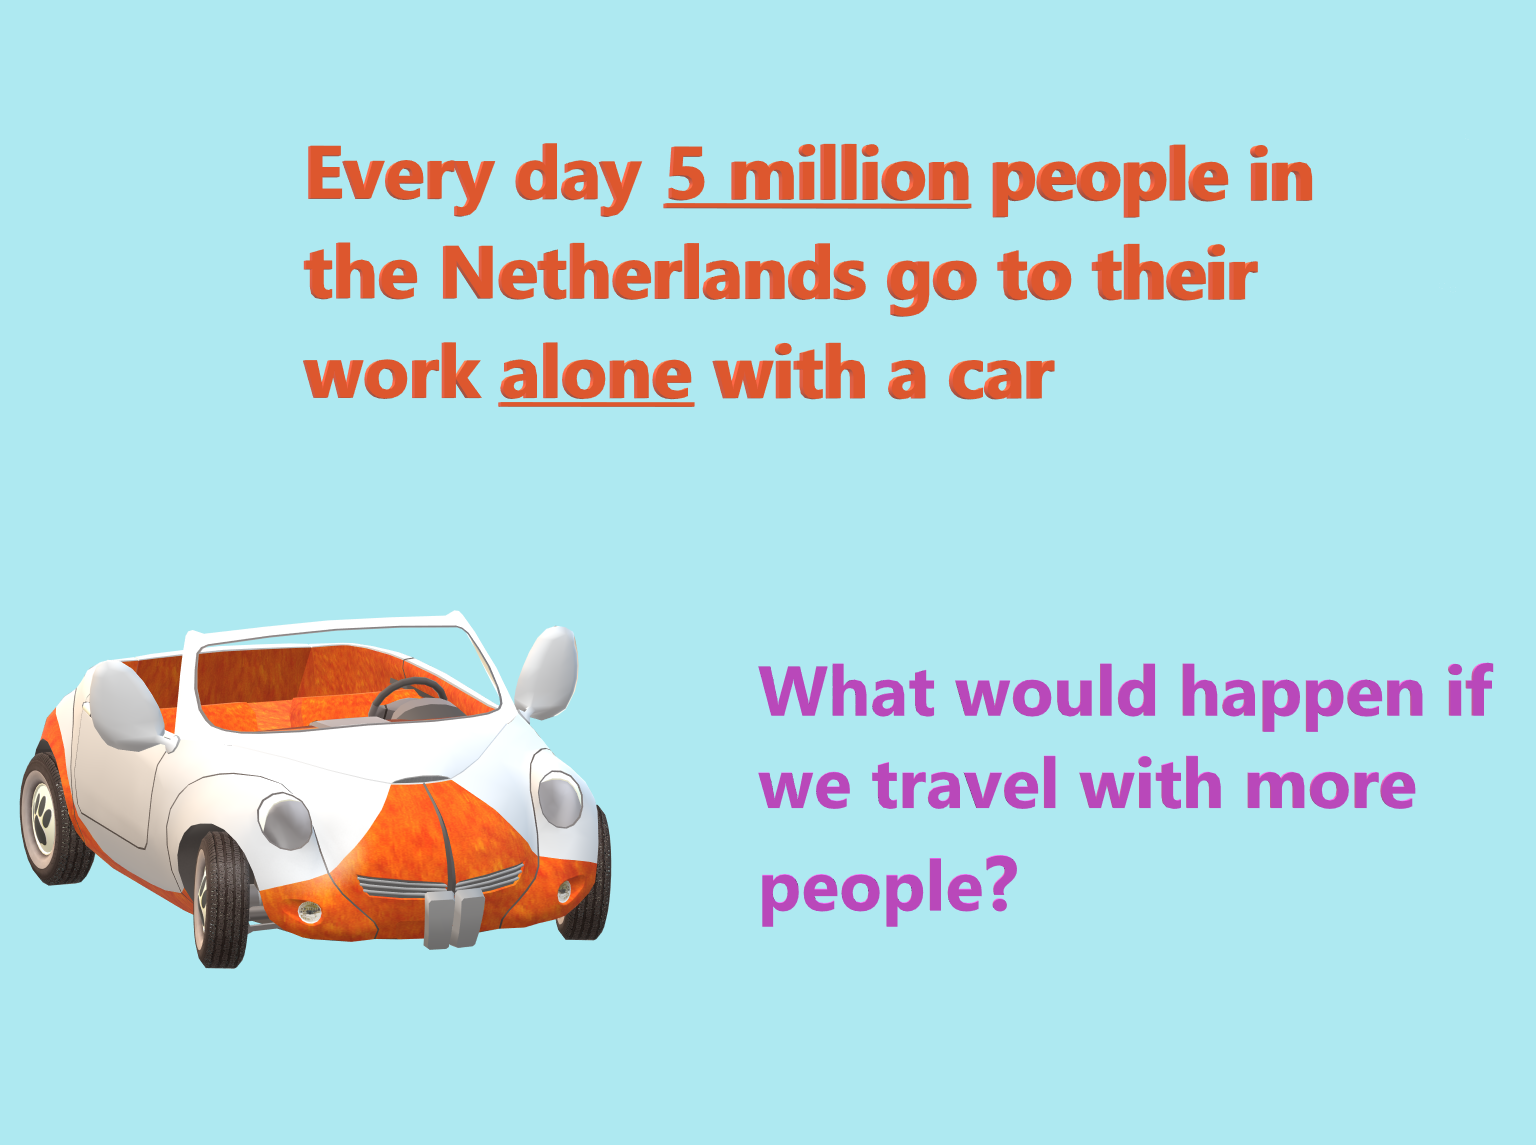 Every day 5 million people in
the Netherlands go to their
work alone with a car
What would happen if
we travel with more
people?